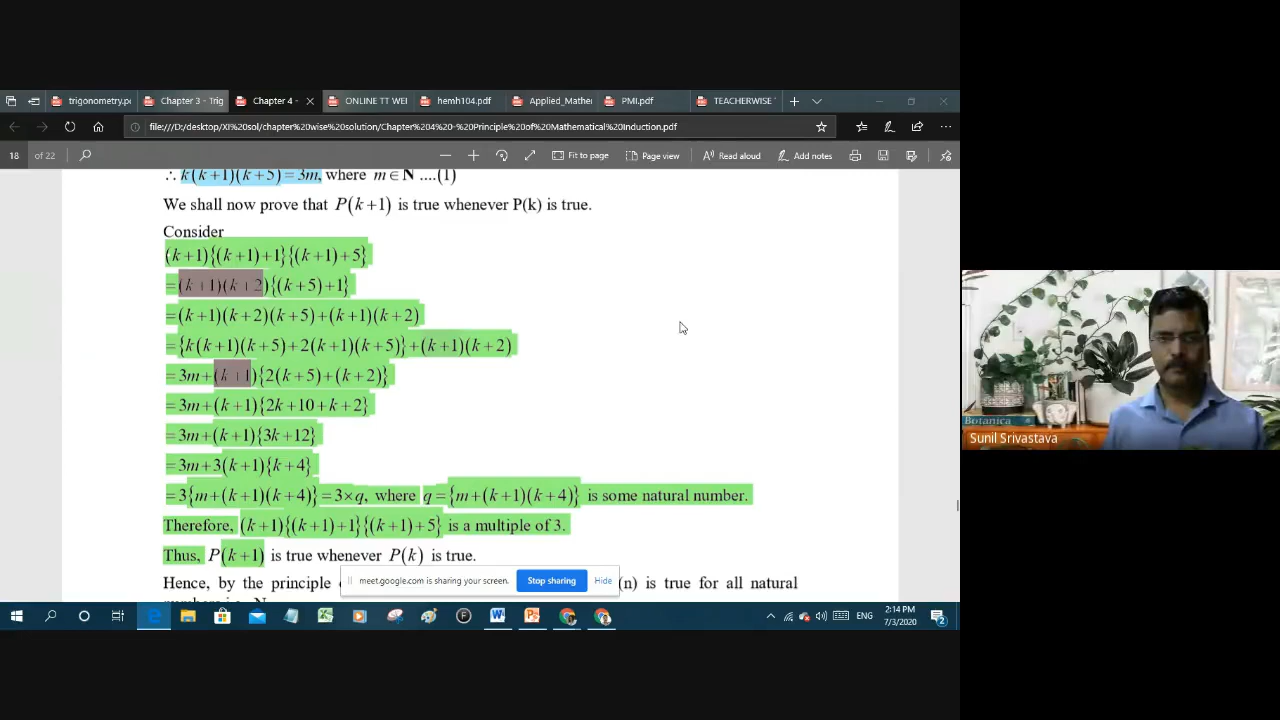 trigonometry.p
Chapter 3 - Trig
Chapter 4 -
ONLINE TT WEI
hemh104.pdf
Applied_Mathe
PMI.pdf
TEACHERWISE
file:///D:/desktop/XI%20sol/chapter%20wise%20solution/Chapter%204%20-%20Principle%20of%20Mathematical%20Induction.pdf
18 of 22
Fit to page
Page view
Read aloud
Add notes
∴ k(k+1)(k+5)=3m, where m∈N ....(1)
We shall now prove that P(k+1) is true whenever P(k) is true.
Consider
(k+1){(k+1)+1}{(k+1)+5}
=(k+1)(k+2){(k+5)+1}
=(k+1)(k+2)(k+5)+(k+1)(k+2)
={k(k+1)(k+5)+2(k+1)(k+5)}+(k+1)(k+2)
=3m+(k+1){2(k+5)+(k+2)}
=3m+(k+1){2k+10+k+2}
=3m+(k+1){3k+12}
=3m+3(k+1){k+4}
=3{m+(k+1)(k+4)}=3×q, where q={m+(k+1)(k+4)} is some natural number.
Therefore, (k+1){(k+1)+1}{(k+1)+5} is a multiple of 3.
Thus, P(k+1) is true whenever P(k) is true.
Hence, by the principle (n) is true for all natural
meet.google.com is sharing your screen.
Stop sharing
Hide
Botanica
Sunil Srivastava
ENG
2:14 PM
7/3/2020
2